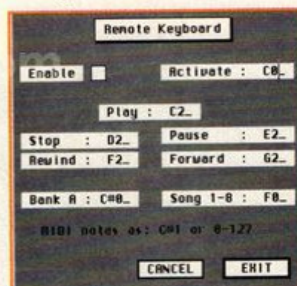 Remote Keyboard
Enable
Activate : C0_
Play : C2_
Stop : D2_
Pause : E2_
Rewind : F2_
Forward : G2_
Bank A : C#0_
Song 1-8 : F0_
MIDI notes as: C#1 or 0-127
CANCEL
EXIT